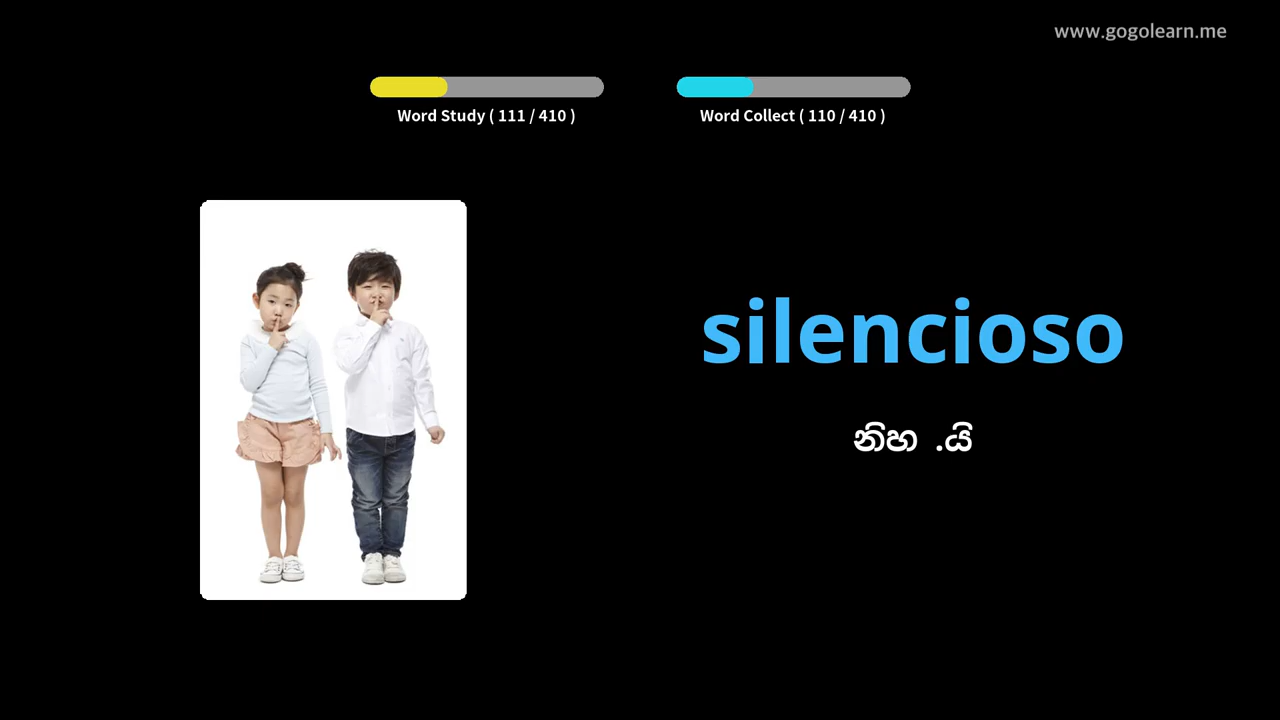 www.gogolearn.me
Word Study ( 111 / 410 )
Word Collect ( 110 / 410 )
silencioso
නිහ .යි